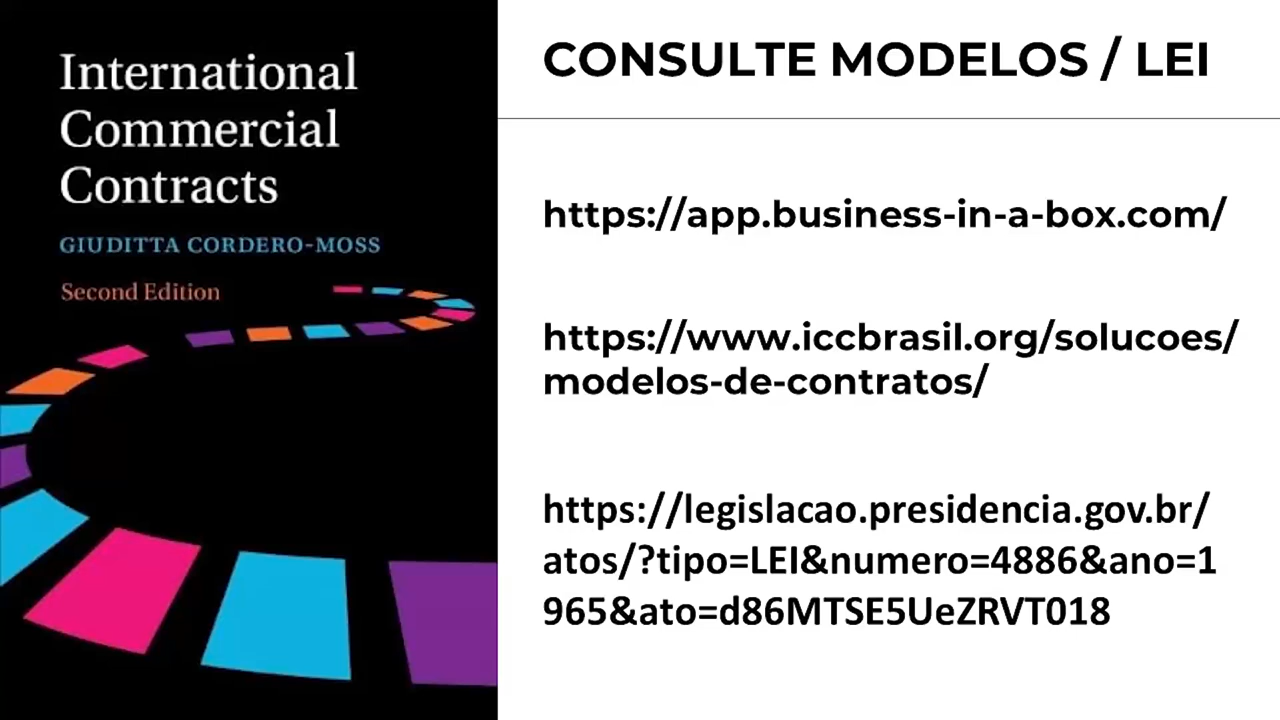 International
Commercial
Contracts
GIUDITTA CORDERO-MOSS
Second Edition
CONSULTE MODELOS / LEI
https://app.business-in-a-box.com/
https://www.iccbrasil.org/solucoes/
modelos-de-contratos/
https://legislacao.presidencia.gov.br/
atos/?tipo=LEI&numero=4886&ano=1
965&ato=d86MTSE5UeZRVT018